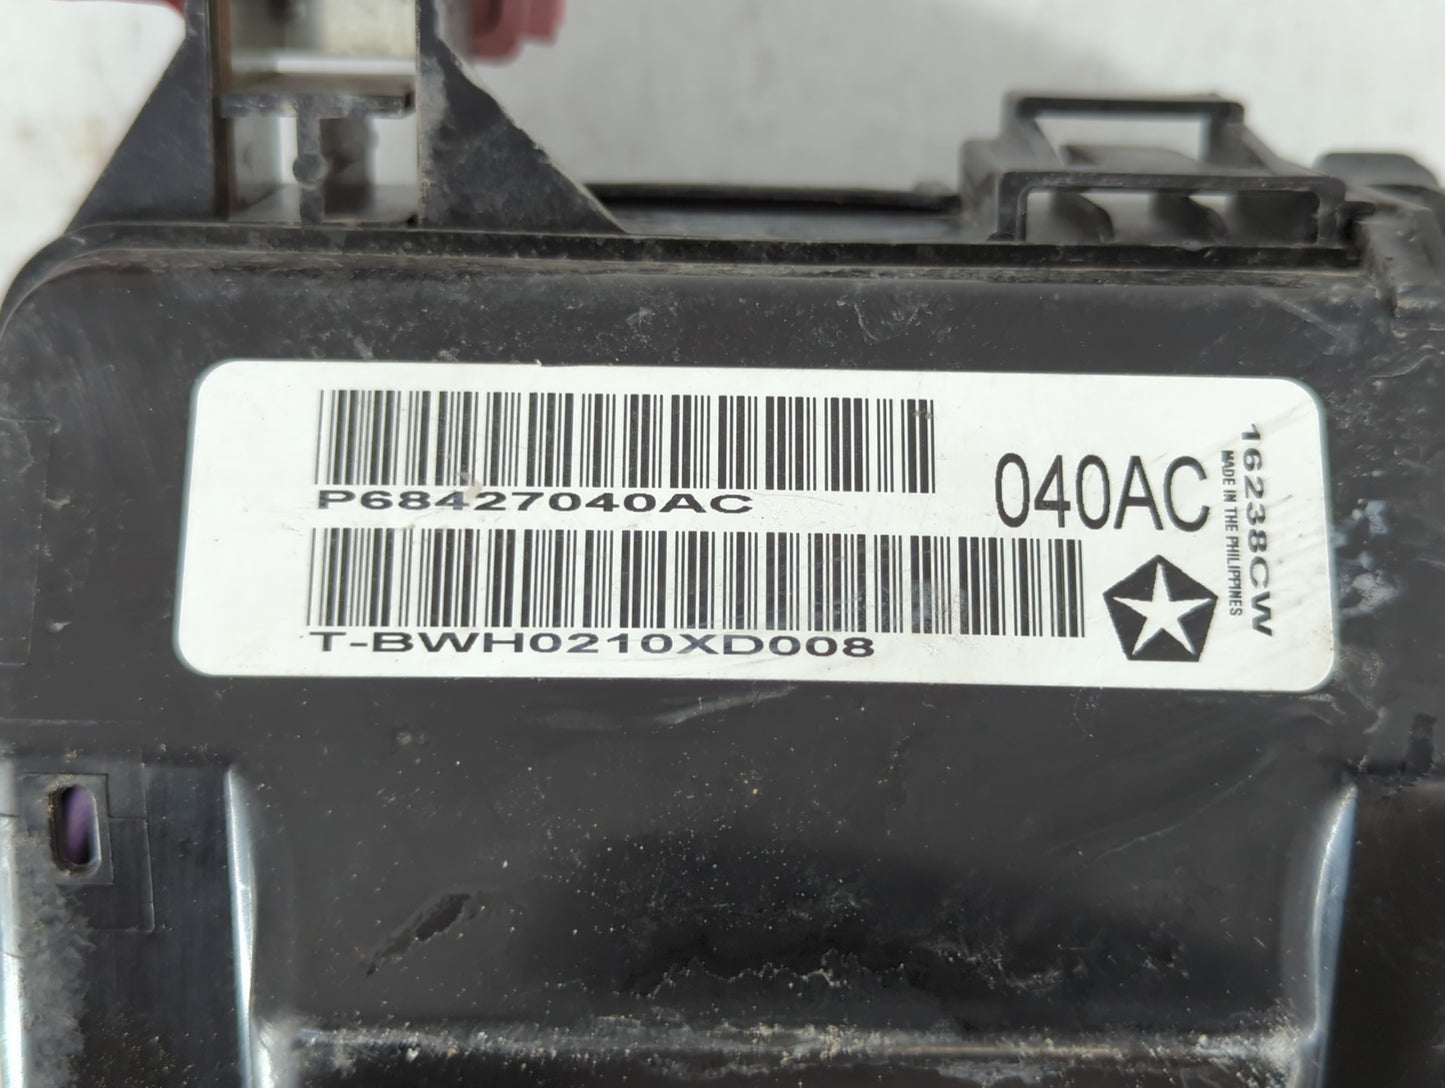 P68427040AC
040AC
T-BWH0210XD008
16238CW
MADE IN THE PHILIPPINES